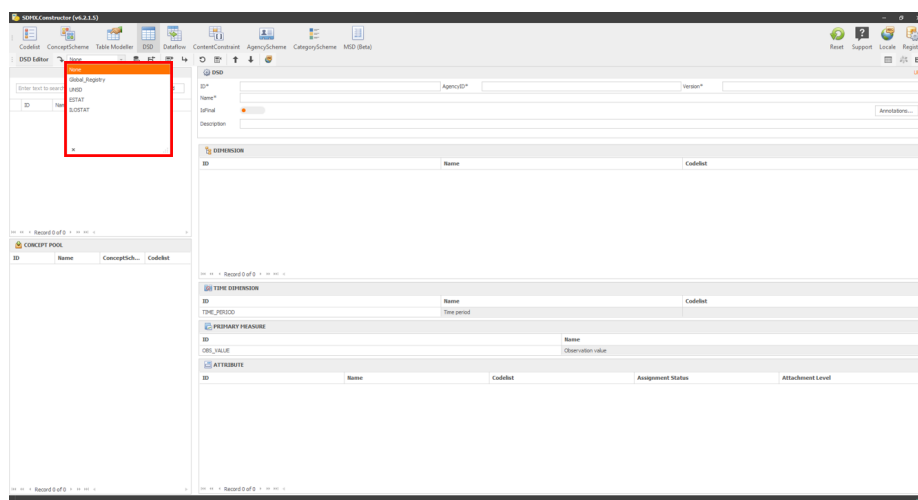 SDMX.Constructor (v6.2.1.5)
Codelist ConceptScheme Table Modeller DSD Dataflow ContentConstraint AgencyScheme CategoryScheme MSD (Beta) Reset Support Locale Regist
DSD Editor None
None
Global_Registry
UNSD
ESTAT
ILOSTAT
Enter text to search
ID Nam
Record 0 of 0
CONCEPT POOL
ID Name ConceptSch... Codelist
Record 0 of 0
DSD
ID* AgencyID* Version*
Name*
IsFinal Annotations...
Description
DIMENSION
ID Name Codelist
Record 0 of 0
TIME DIMENSION
ID Name Codelist
TIME_PERIOD Time period
PRIMARY MEASURE
ID Name
OBS_VALUE Observation value
ATTRIBUTE
ID Name Codelist Assignment Status Attachment Level
Record 0 of 0